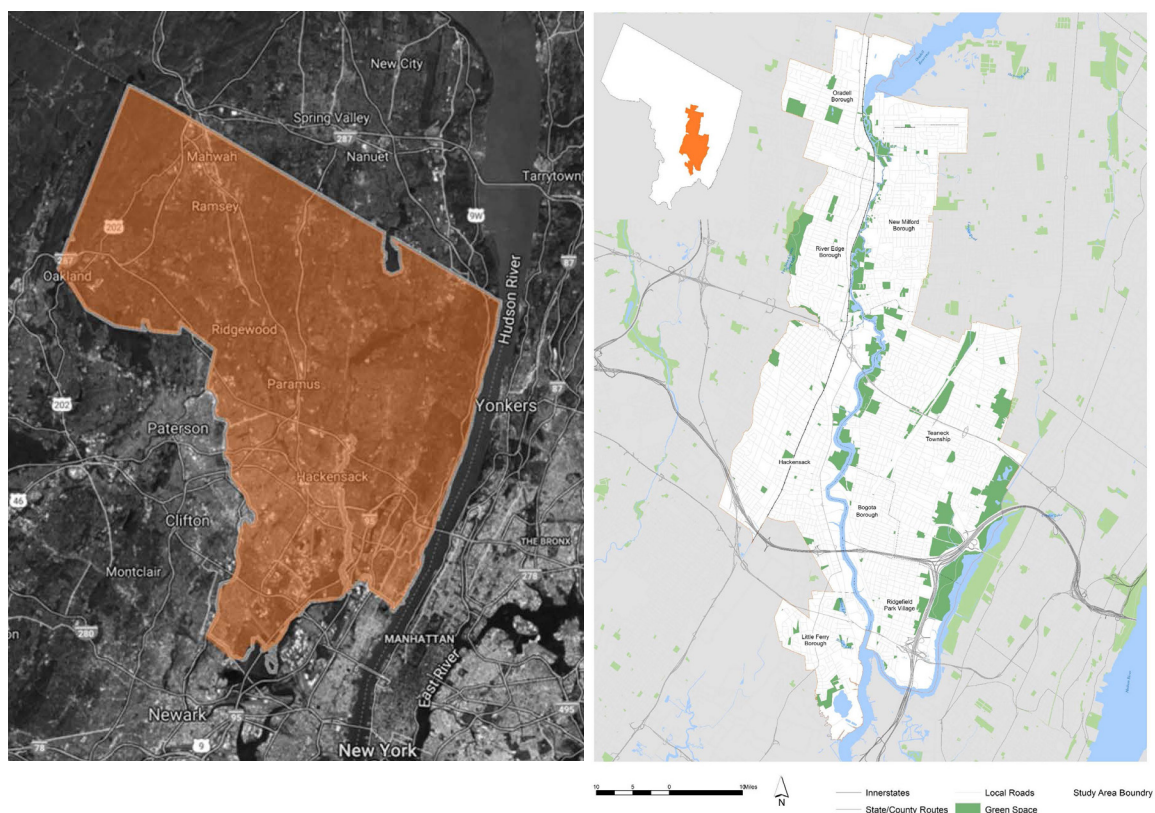 New City
Spring Valley
287
Nanuet
Mahwah
Tarrytown
Ramsey
9W
202
87
287
Oakland
Hudson River
Ridgewood
87
Paramus
202
Yonkers
Paterson
Hackensack
46
Clifton
THE BRONX
278
Montclair
280
MANHATTAN
East River
Newark
95
495
78
9
New York
Oradell
Borough
New Milford
Borough
River Edge
Borough
Teaneck
Township
Hackensack
Bogota
Borough
Ridgefield
Park Village
Little Ferry
Borough
10
5
0
10
Miles
N
Innerstates
Local Roads
Study Area Boundry
State/County Routes
Green Space